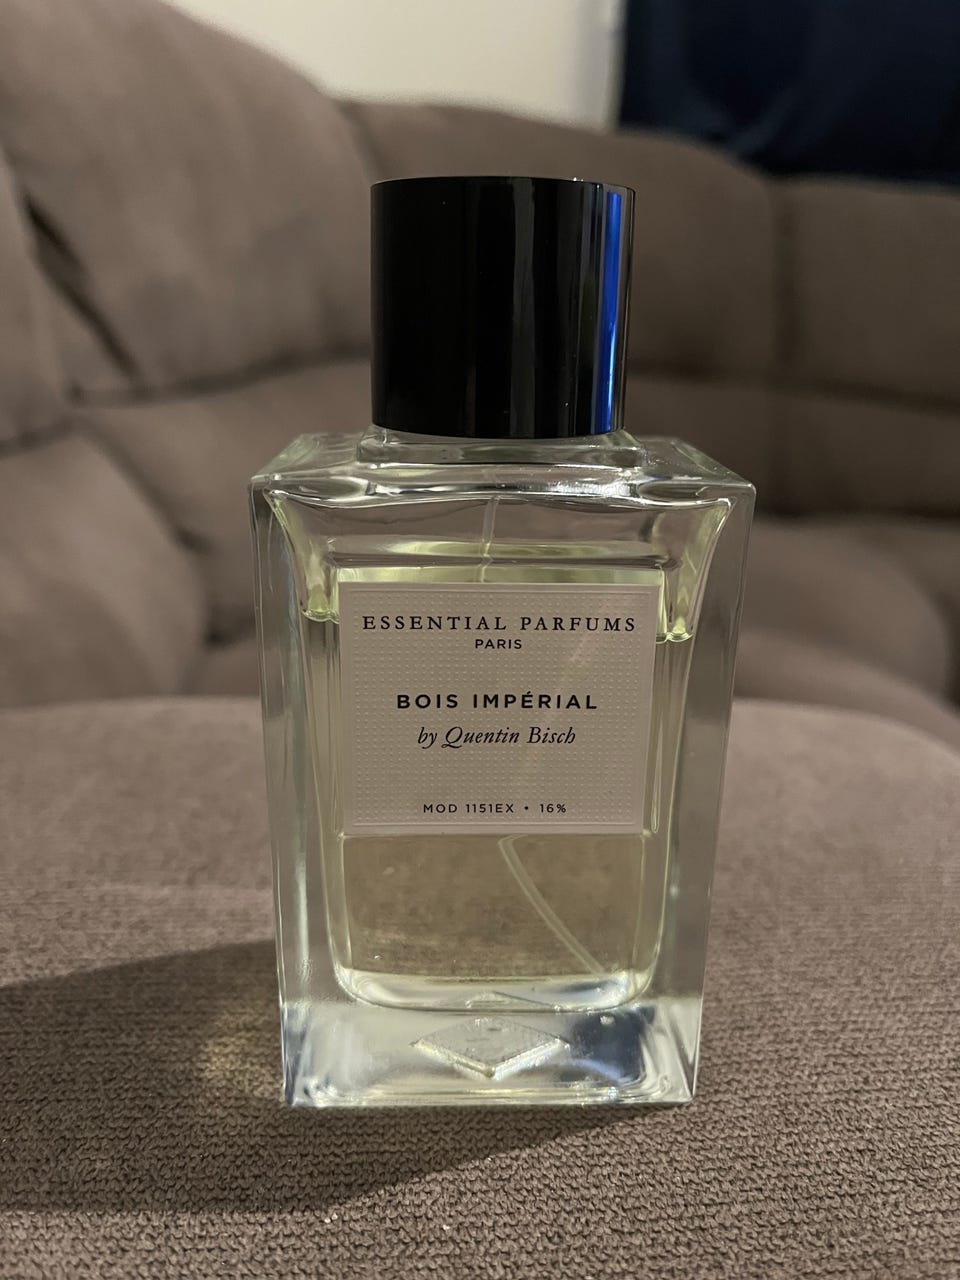 ESSENTIAL PARFUMS
PARIS
BOIS IMPÉRIAL
by Quentin Bisch
MOD 1151EX • 16%